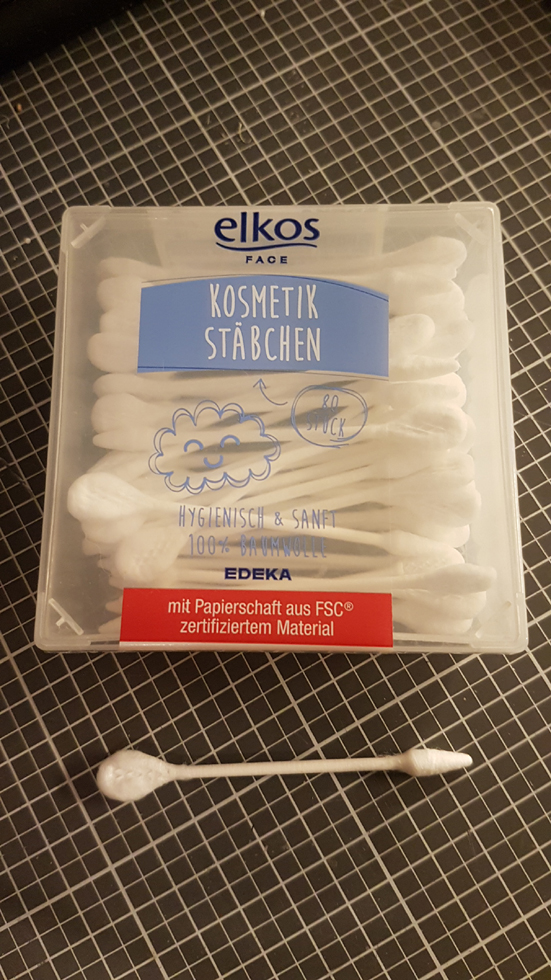 elkos
FACE
KOSMETIK
STÄBCHEN
80
STÜCK
HYGIENISCH & SANFT
100% BAUMWOLLE
EDEKA
mit Papierschaft aus FSC®
zertifiziertem Material